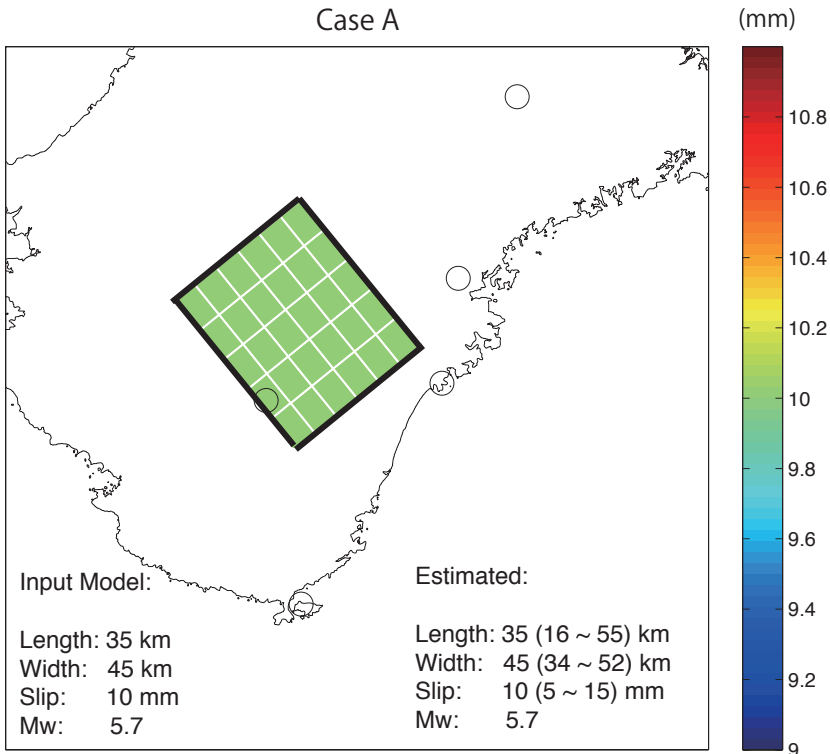 Case A
(mm)
10.8
10.6
10.4
10.2
10
9.8
9.6
9.4
9.2
9
Input Model:
Length: 35 km
Width: 45 km
Slip: 10 mm
Mw: 5.7
Estimated:
Length: 35 (16 ~ 55) km
Width: 45 (34 ~ 52) km
Slip: 10 (5 ~ 15) mm
Mw: 5.7